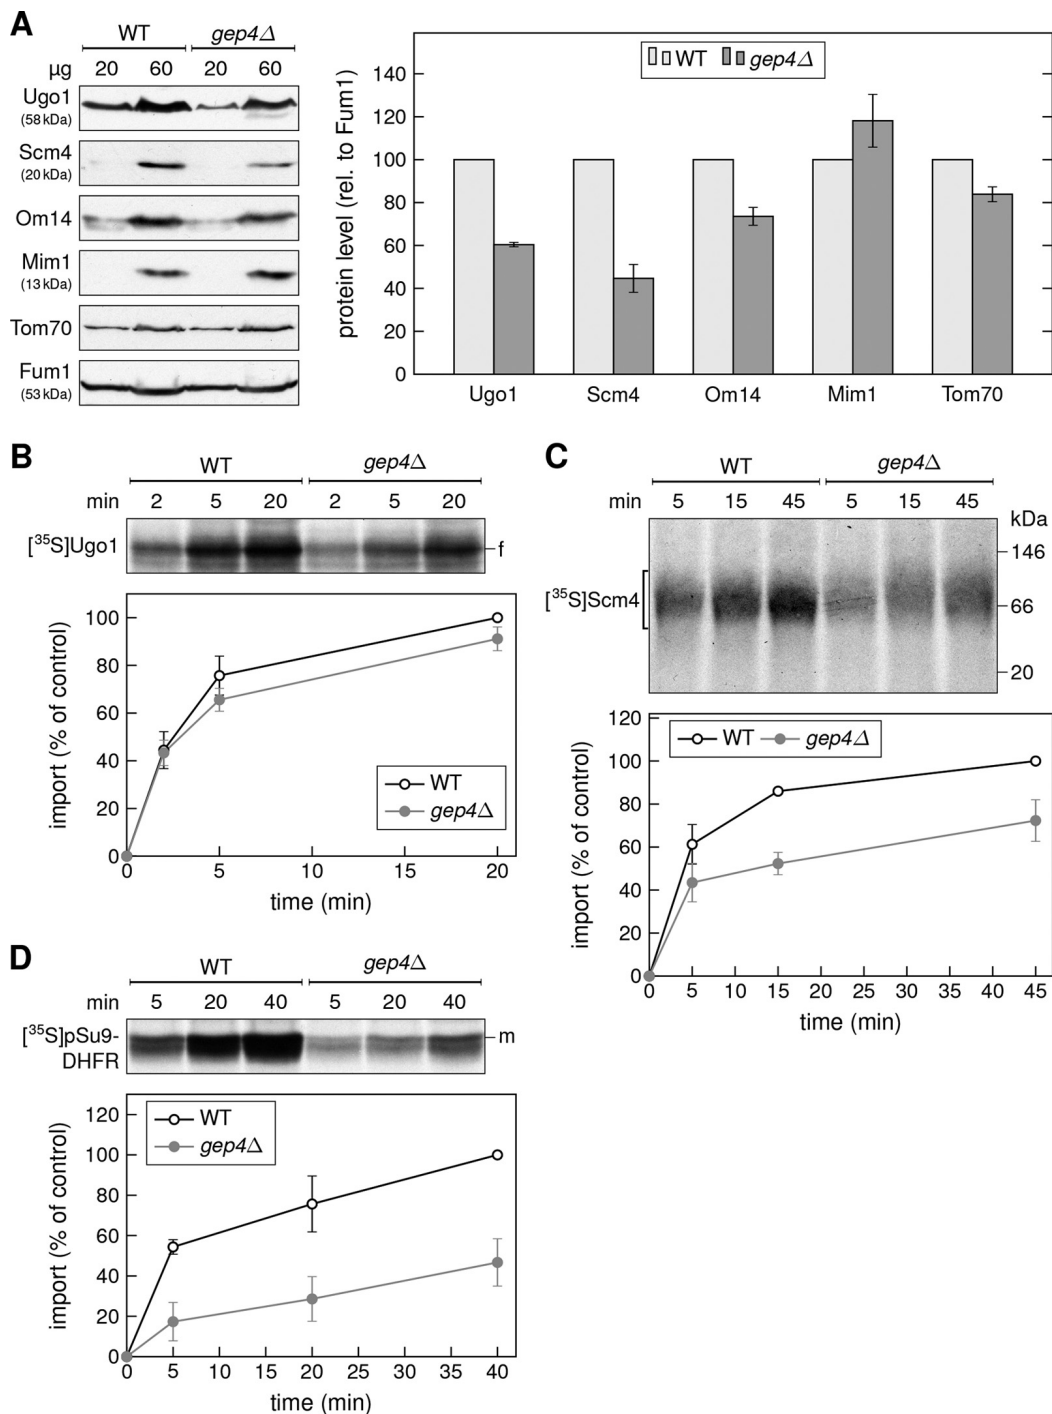 A
WT gep4Δ
µg 20 60 20 60
Ugo1
(58 kDa)
Scm4
(20 kDa)
Om14
Mim1
(13 kDa)
Tom70
Fum1
(53 kDa)
WT gep4Δ
protein level (rel. to Fum1)
140
120
100
80
60
40
20
0
Ugo1 Scm4 Om14 Mim1 Tom70
B
WT gep4Δ
min 2 5 20 2 5 20
[³⁵S]Ugo1 f
import (% of control)
100
80
60
40
20
0
WT
gep4Δ
0 5 10 15 20
time (min)
C
WT gep4Δ
min 5 15 45 5 15 45
kDa
146
[³⁵S]Scm4 66
20
import (% of control)
120
100
80
60
40
20
0
WT gep4Δ
0 5 10 15 20 25 30 35 40 45
time (min)
D
WT gep4Δ
min 5 20 40 5 20 40
[³⁵S]pSu9- m
DHFR
import (% of control)
120
100
80
60
40
20
0
WT
gep4Δ
0 5 10 15 20 25 30 35 40
time (min)